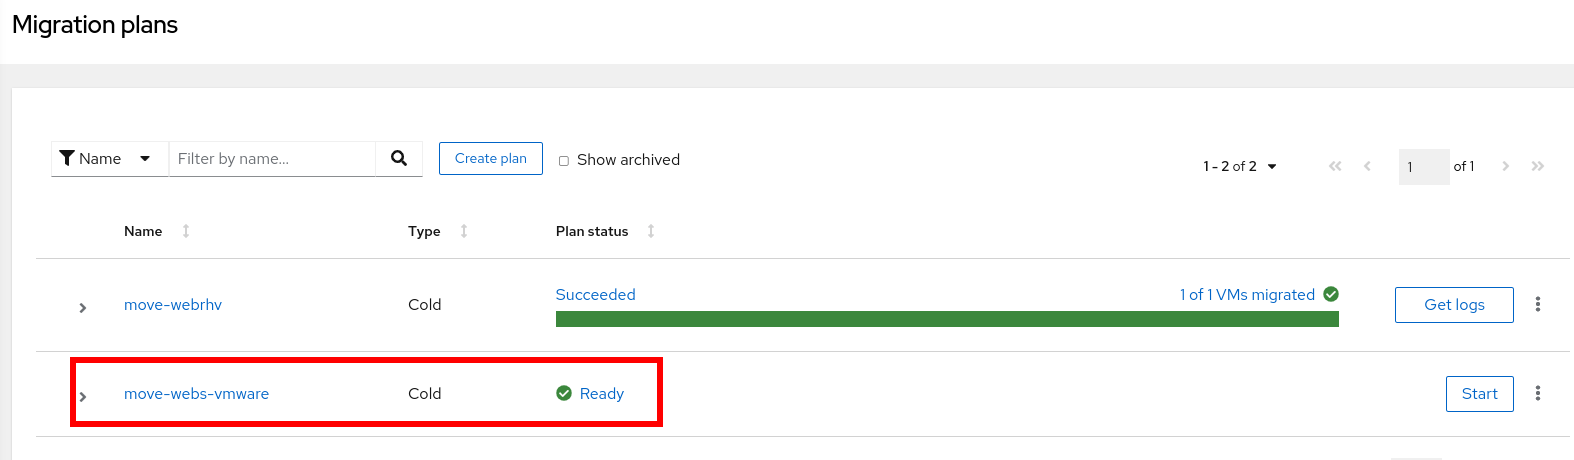 Migration plans
Name Filter by name... Create plan Show archived 1 - 2 of 2 1 of 1
Name Type Plan status
move-webrhv Cold Succeeded 1 of 1 VMs migrated Get logs
move-webs-vmware Cold Ready Start